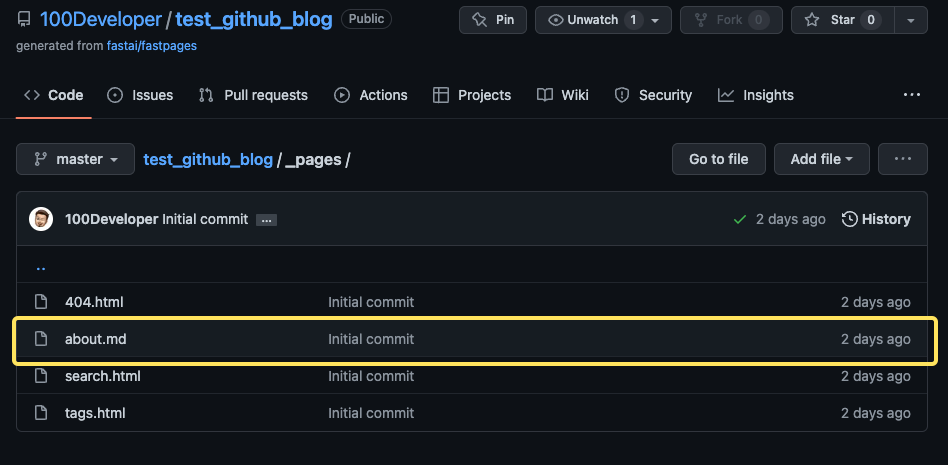 100Developer / test_github_blog Public Pin Unwatch 1 Fork 0 Star 0
generated from fastai/fastpages
Code Issues Pull requests Actions Projects Wiki Security Insights ...
master test_github_blog / _pages / Go to file Add file ...
100Developer Initial commit ... 2 days ago History
..
404.html Initial commit 2 days ago
about.md Initial commit 2 days ago
search.html Initial commit 2 days ago
tags.html Initial commit 2 days ago